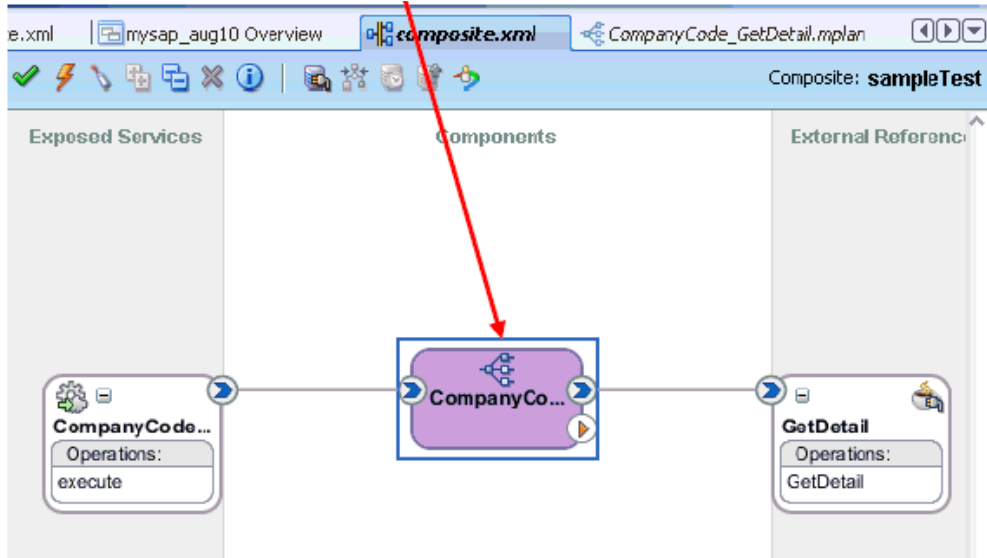 e.xml
mysap_aug10 Overview
composite.xml
CompanyCode_GetDetail.mplan
Composite: sampleTest
Exposed Services
Components
External Referenc
CompanyCode...
Operations:
execute
CompanyCo...
GetDetail
Operations:
GetDetail